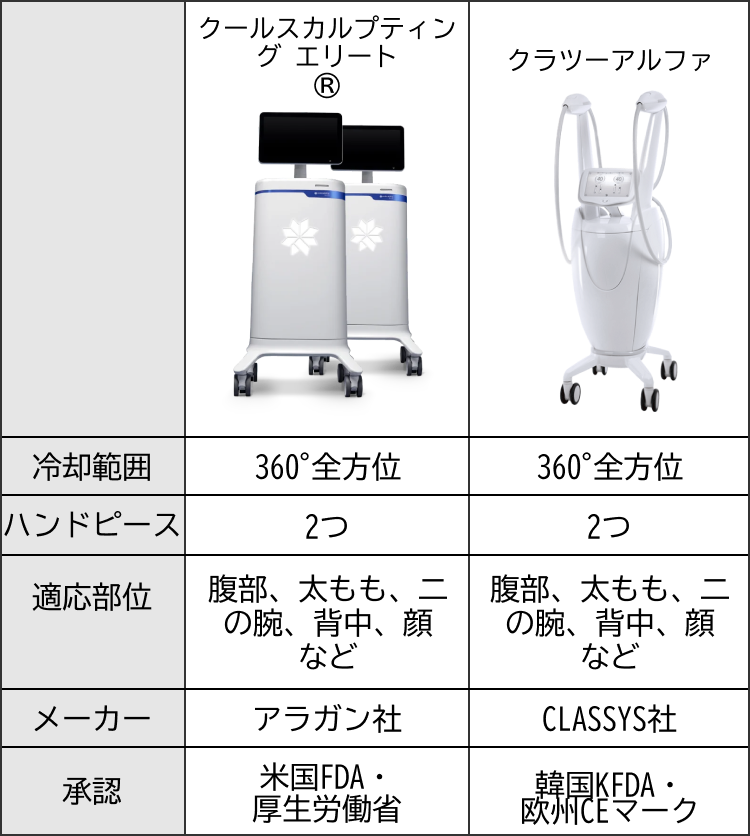 クールスカルプティン
グ エリート
®
クラツーアルファ
冷却範囲
360°全方位
360°全方位
ハンドピース
2つ
2つ
適応部位
腹部、太もも、二
の腕、背中、顔
など
腹部、太もも、二
の腕、背中、顔
など
メーカー
アラガン社
CLASSYS社
承認
米国FDA・
厚生労働省
韓国KFDA・
欧州CEマーク